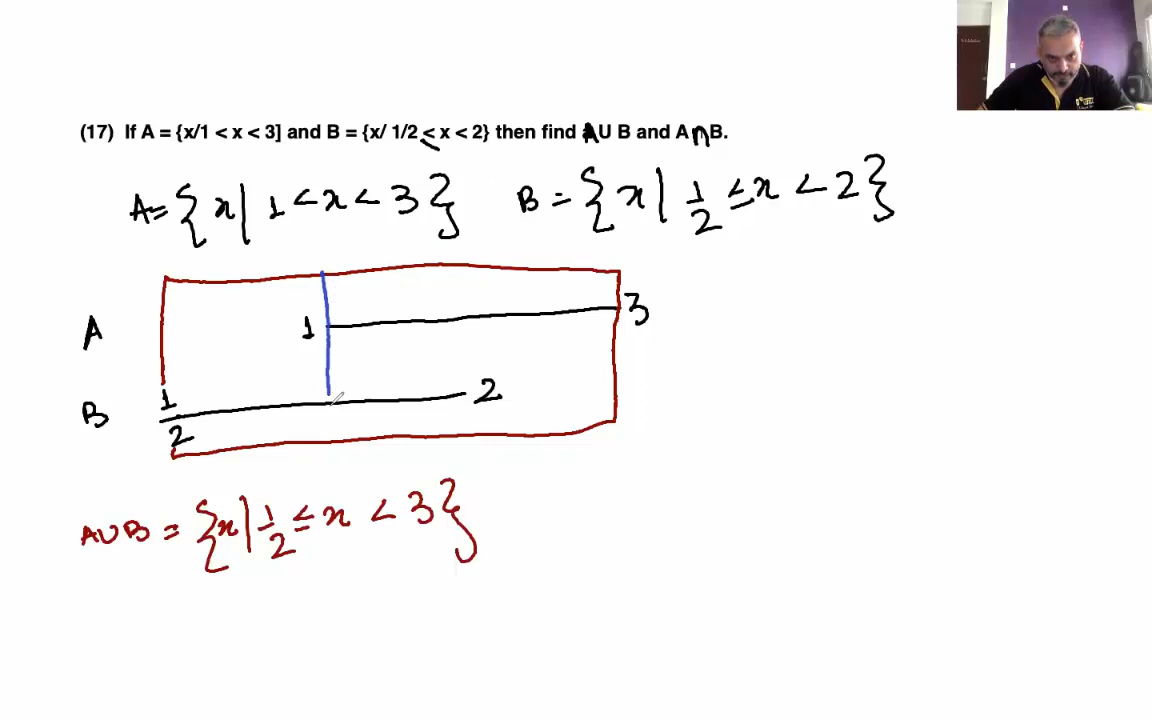 (17) If A = {x/1 < x < 3] and B = {x/ 1/2 < x < 2} then find A U B and A ∩ B.
A = {x | 1 < x < 3} B = {x | 1/2 ≤ x < 2}
A 1 3
B 1/2 2
A∪B = {x | 1/2 ≤ x < 3}